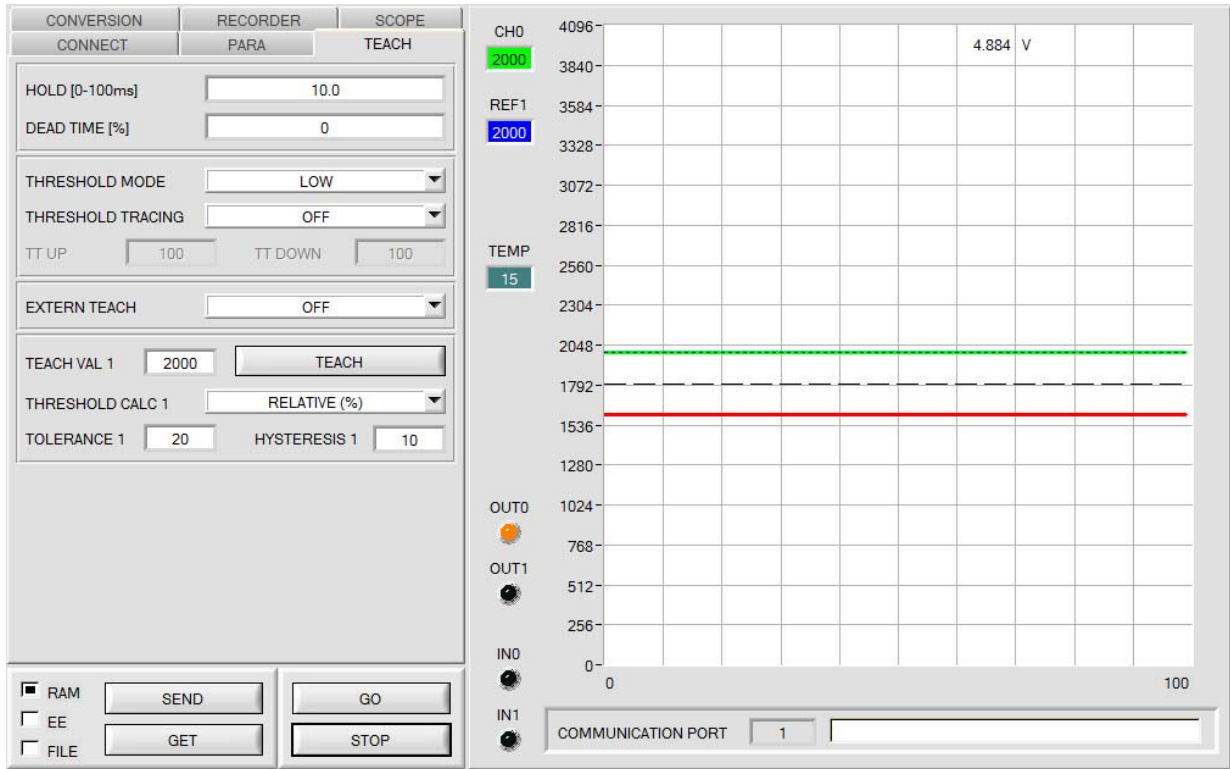 CONVERSION RECORDER SCOPE
CONNECT PARA TEACH
HOLD [0-100ms] 10.0
DEAD TIME [%] 0
THRESHOLD MODE LOW
THRESHOLD TRACING OFF
TT UP 100 TT DOWN 100
EXTERN TEACH OFF
TEACH VAL 1 2000 TEACH
THRESHOLD CALC 1 RELATIVE (%)
TOLERANCE 1 20 HYSTERESIS 1 10
RAM SEND GO
EE
GET STOP
FILE
CH0
2000
REF1
2000
TEMP
15
OUT0
OUT1
IN0
IN1
4.884 V
4096
3840
3584
3328
3072
2816
2560
2304
2048
1792
1536
1280
1024
768
512
256
0
0 100
COMMUNICATION PORT 1